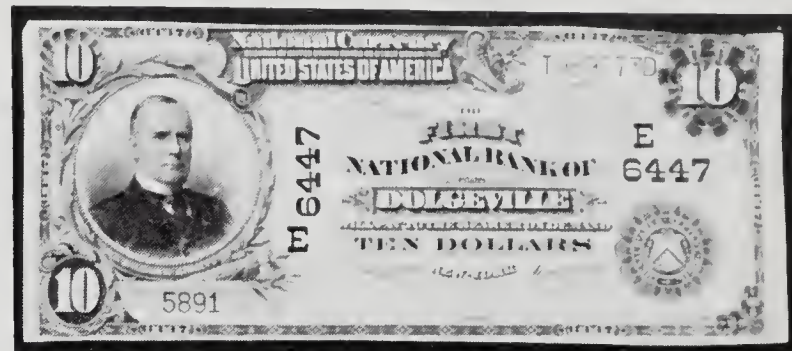 10
National Currency
UNITED STATES OF AMERICA
10
THE
FIRST
NATIONAL BANK OF
DOLGEVILLE
TEN DOLLARS
E
6447
E
6447
10
5891